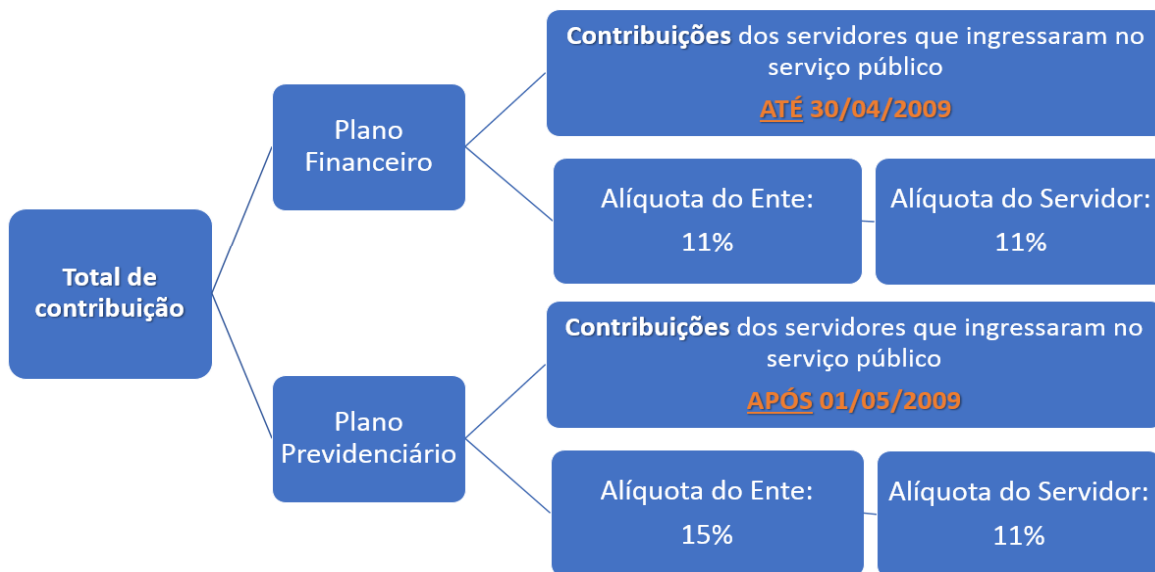 Contribuições dos servidores que ingressaram no
serviço público
ATÉ 30/04/2009
Plano
Financeiro
Alíquota do Ente:
11%
Alíquota do Servidor:
11%
Total de
contribuição
Contribuições dos servidores que ingressaram no
serviço público
APÓS 01/05/2009
Plano
Previdenciário
Alíquota do Ente:
15%
Alíquota do Servidor:
11%